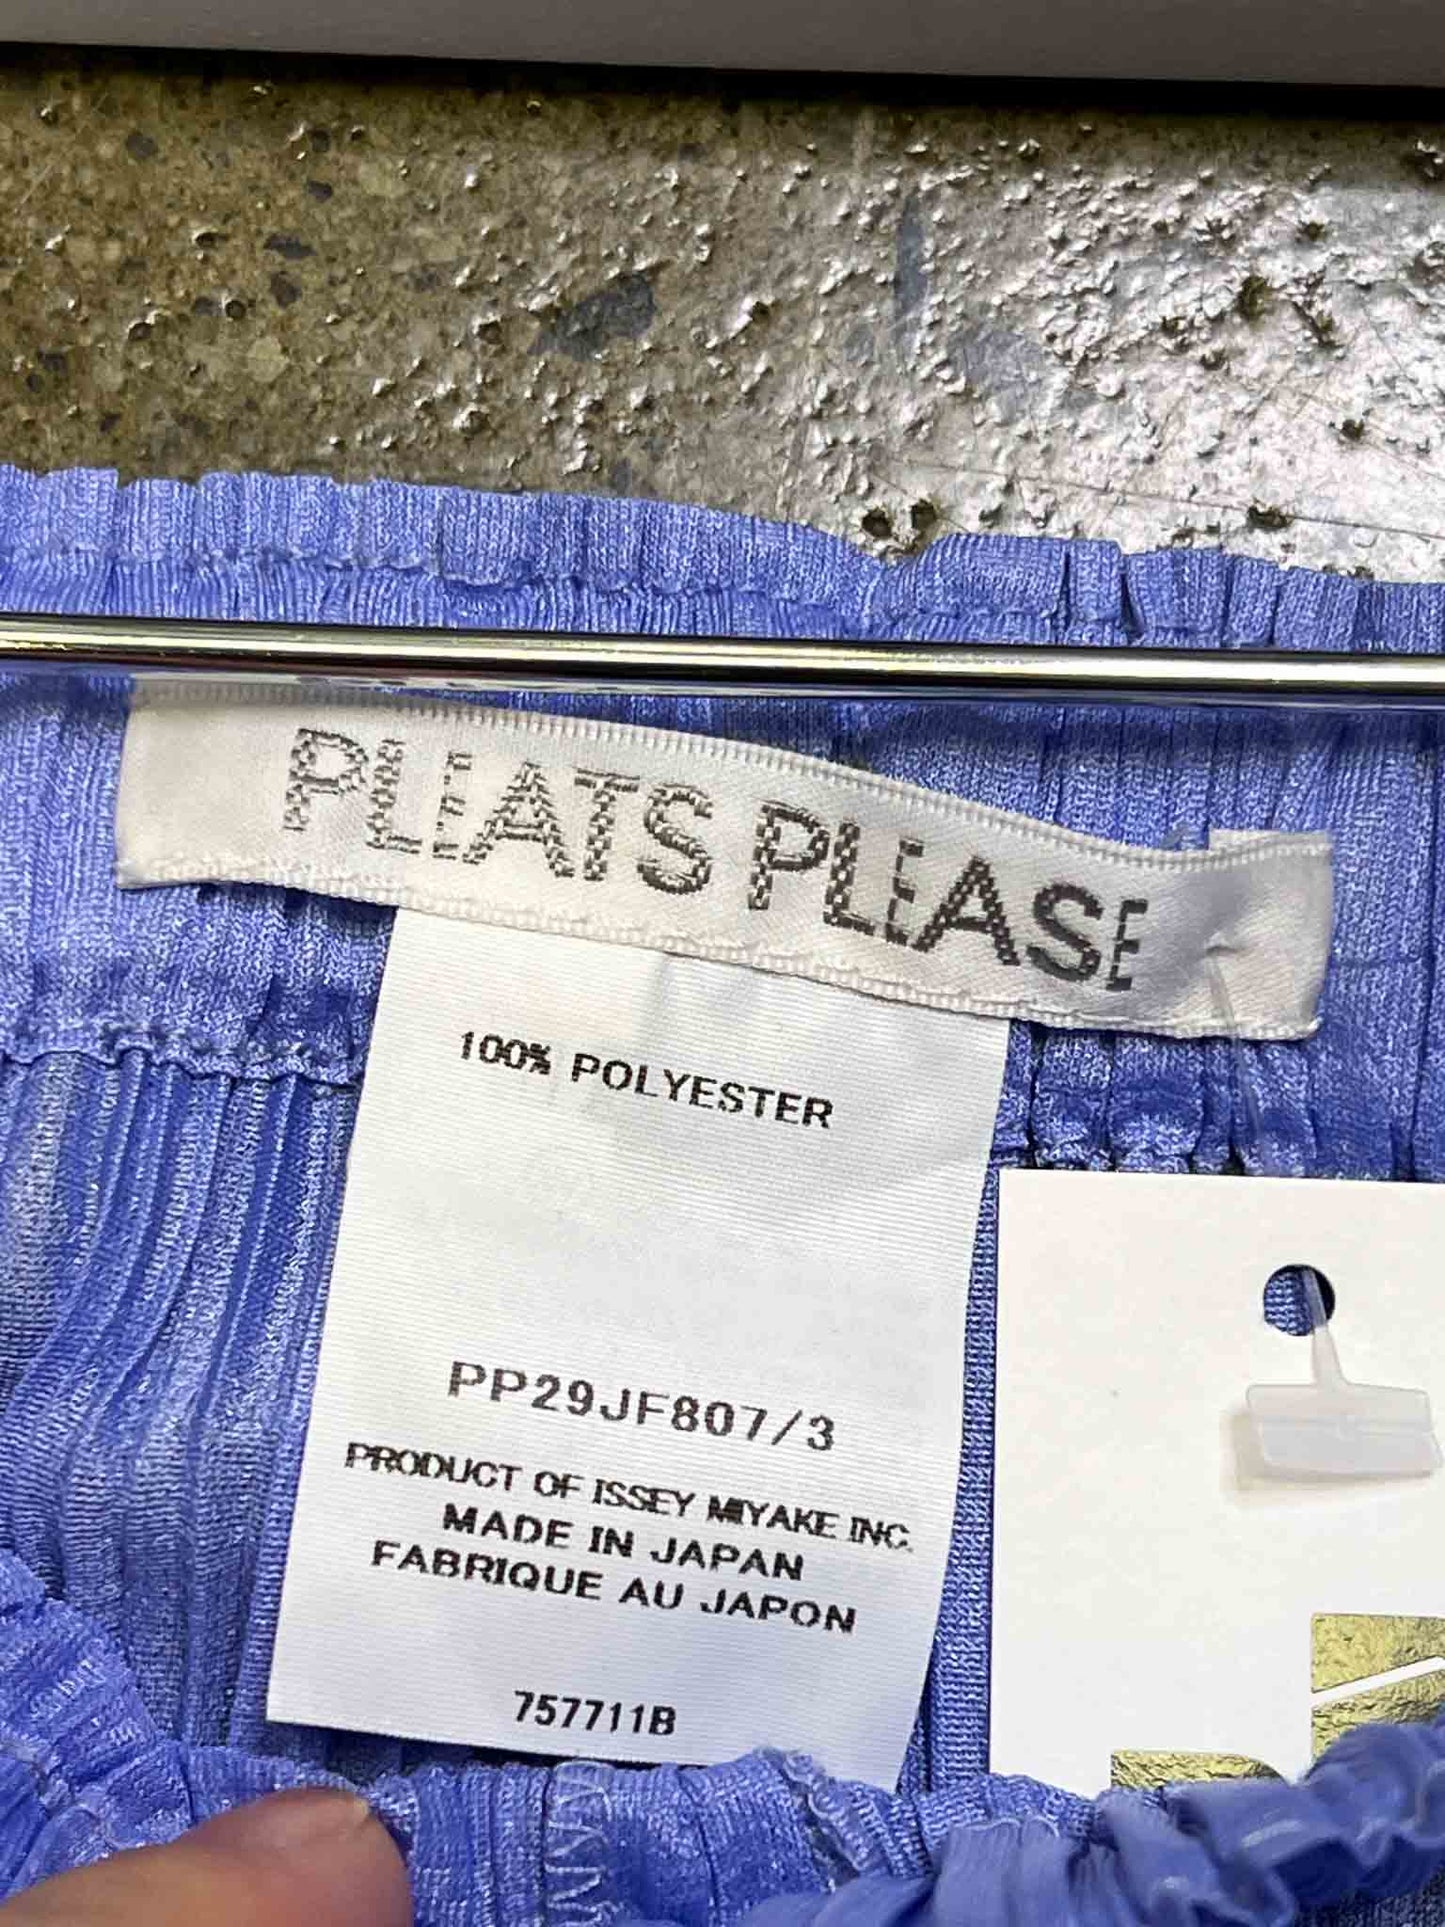 PLEATS PLEASE
100% POLYESTER
PP29JF807/3
PRODUCT OF ISSEY MIYAKE INC.
MADE IN JAPAN
FABRIQUE AU JAPON
757711B